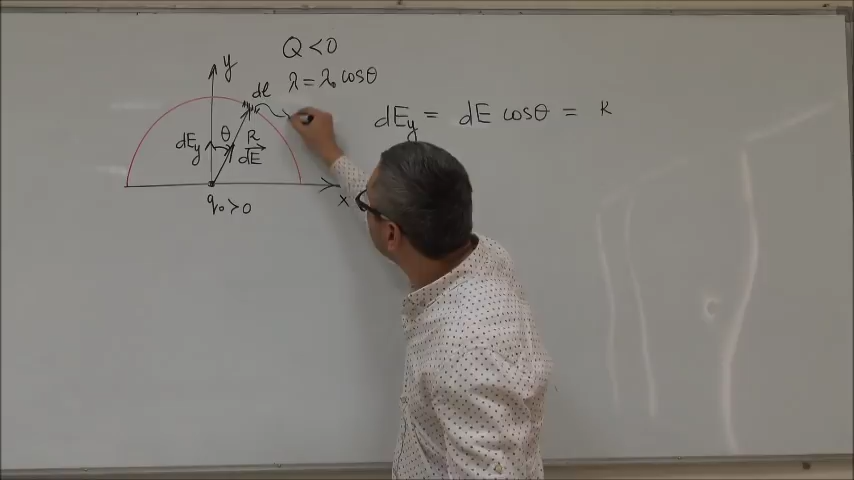 Q < 0
λ = λ₀ cosθ
y
dl
dE_y = dE cosθ = k
dE_y θ R
dE
x
q₀ > 0